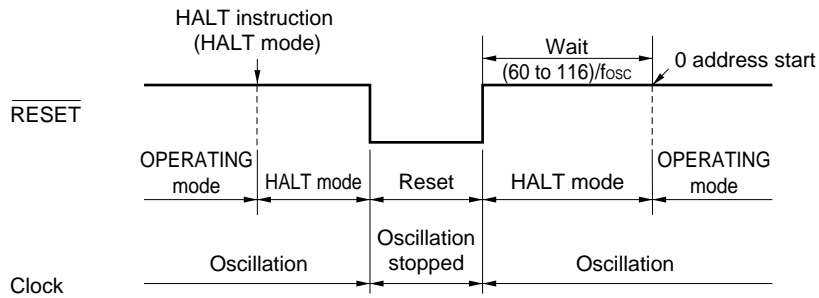 HALT instruction
(HALT mode)
Wait
(60 to 116)/fosc
0 address start
RESET
OPERATING
mode
HALT mode
Reset
HALT mode
OPERATING
mode
Oscillation
Oscillation
stopped
Oscillation
Clock